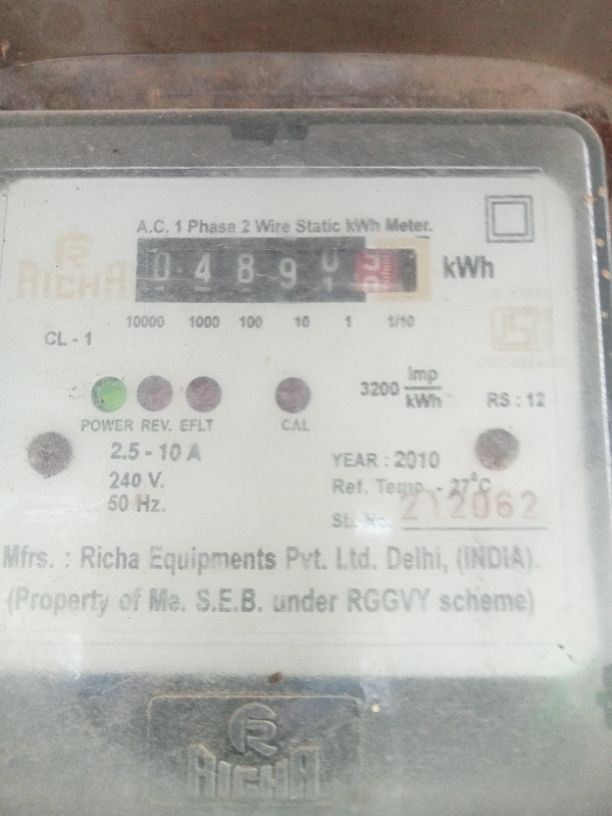 A.C. 1 Phase 2 Wire Static kWh Meter.
RICHA
0 4 8 9 kWh
10000 1000 100 10 1 1/10
CL - 1
3200 Imp/kWh
RS : 12
POWER REV. EFLT CAL
2.5 - 10 A
240 V.
50 Hz.
YEAR : 2010
Ref. Temp. - 27°C
SL. No. 212062
Mfrs. : Richa Equipments Pvt. Ltd. Delhi, (INDIA).
(Property of Me. S.E.B. under RGGVY scheme)
RICHA